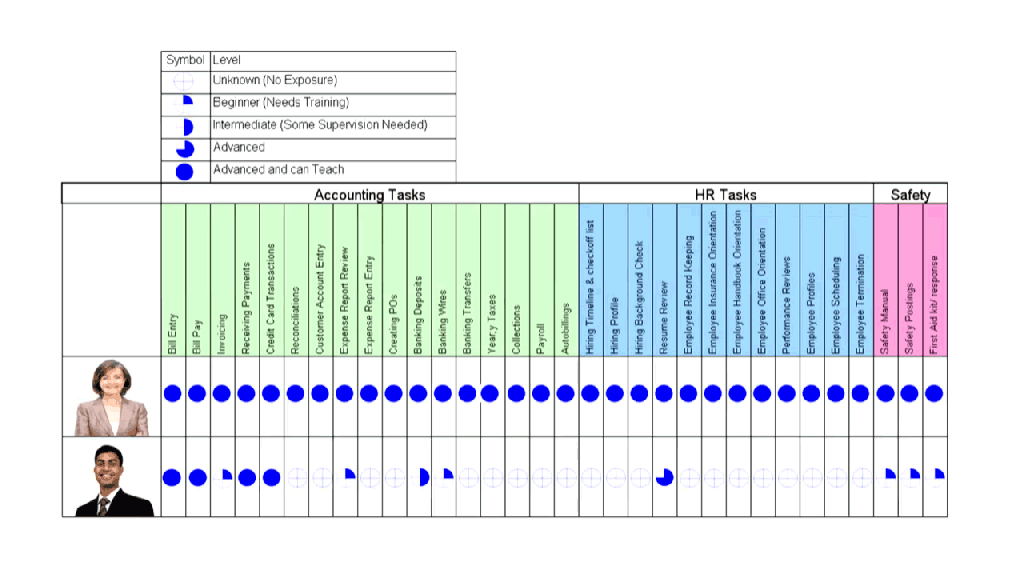 Symbol Level
Unknown (No Exposure)
Beginner (Needs Training)
Intermediate (Some Supervision Needed)
Advanced
Advanced and can Teach
Accounting Tasks HR Tasks Safety
Bill Entry
Bill Pay
Invoicing
Receiving Payments
Credit Card Transactions
Reconciliations
Customer Account Entry
Expense Report Review
Expense Report Entry
Creating POs
Banking Deposits
Banking Wires
Banking Transfers
Yearly Taxes
Collections
Payroll
Autobillings
Hiring Timeline & checkoff list
Hiring Profile
Hiring Background Check
Resume Review
Employee Record Keeping
Employee Insurance Orientation
Employee Handbook Orientation
Employee Office Orientation
Performance Reviews
Employee Profiles
Employee Scheduling
Employee Termination
Safety Manual
Safety Postings
First Aid kit/ response